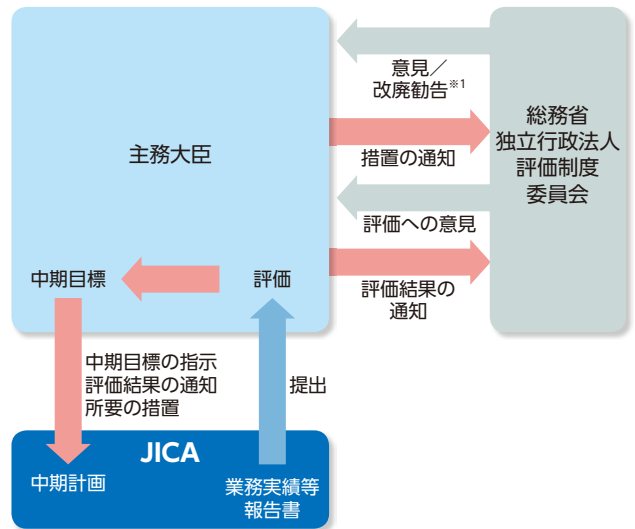 主務大臣
意見／
改廃勧告※1
措置の通知
評価への意見
評価結果の
通知
総務省
独立行政法人
評価制度
委員会
中期目標
評価
中期目標の指示
評価結果の通知
所要の措置
提出
JICA
中期計画
業務実績等
報告書